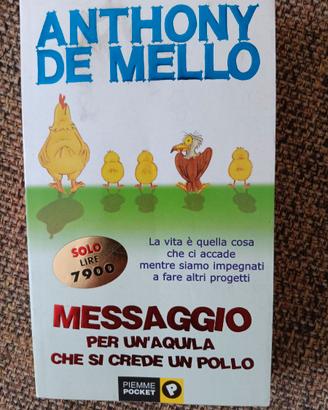 ANTHONY
DE MELLO
SOLO
LIRE
7900
La vita è quella cosa
che ci accade
mentre siamo impegnati
a fare altri progetti
MESSAGGIO
PER UN'AQUILA
CHE SI CREDE UN POLLO
PIEMME
POCKET
P